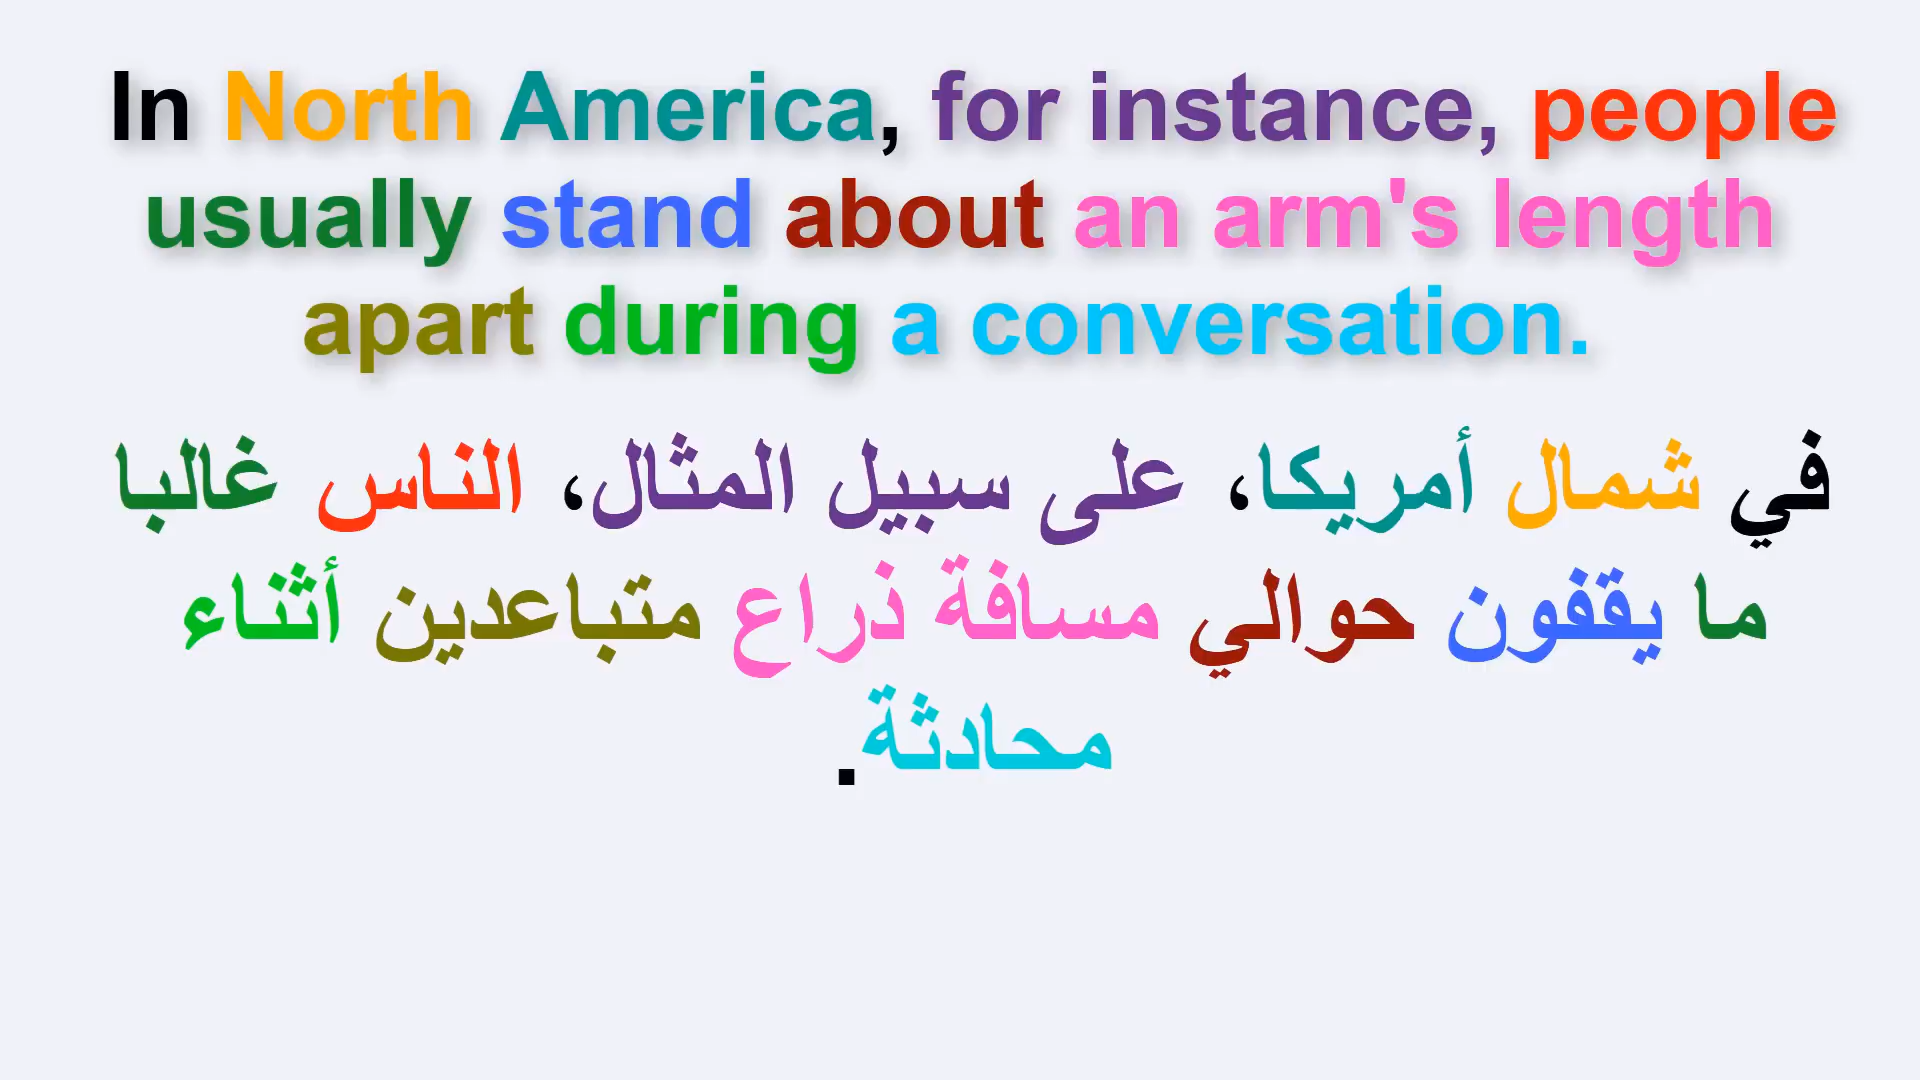 In North America, for instance, people
usually stand about an arm's length
apart during a conversation.
في شمال أمريكا، على سبيل المثال، الناس غالبا
ما يقفون حوالي مسافة ذراع متباعدين أثناء
محادثة.